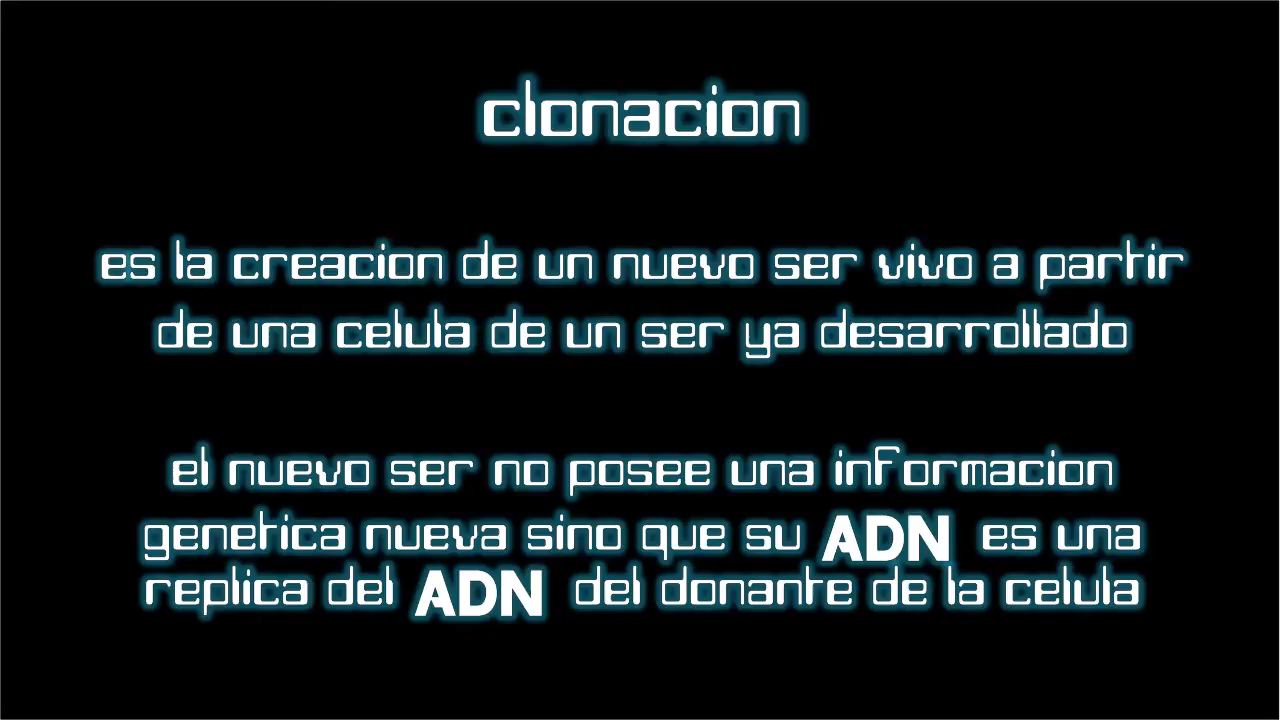 clonacion
es la creacion de un nuevo ser vivo a partir
de una celula de un ser ya desarrollado
el nuevo ser no posee una informacion
genetica nueva sino que su ADN es una
replica del ADN del donante de la celula